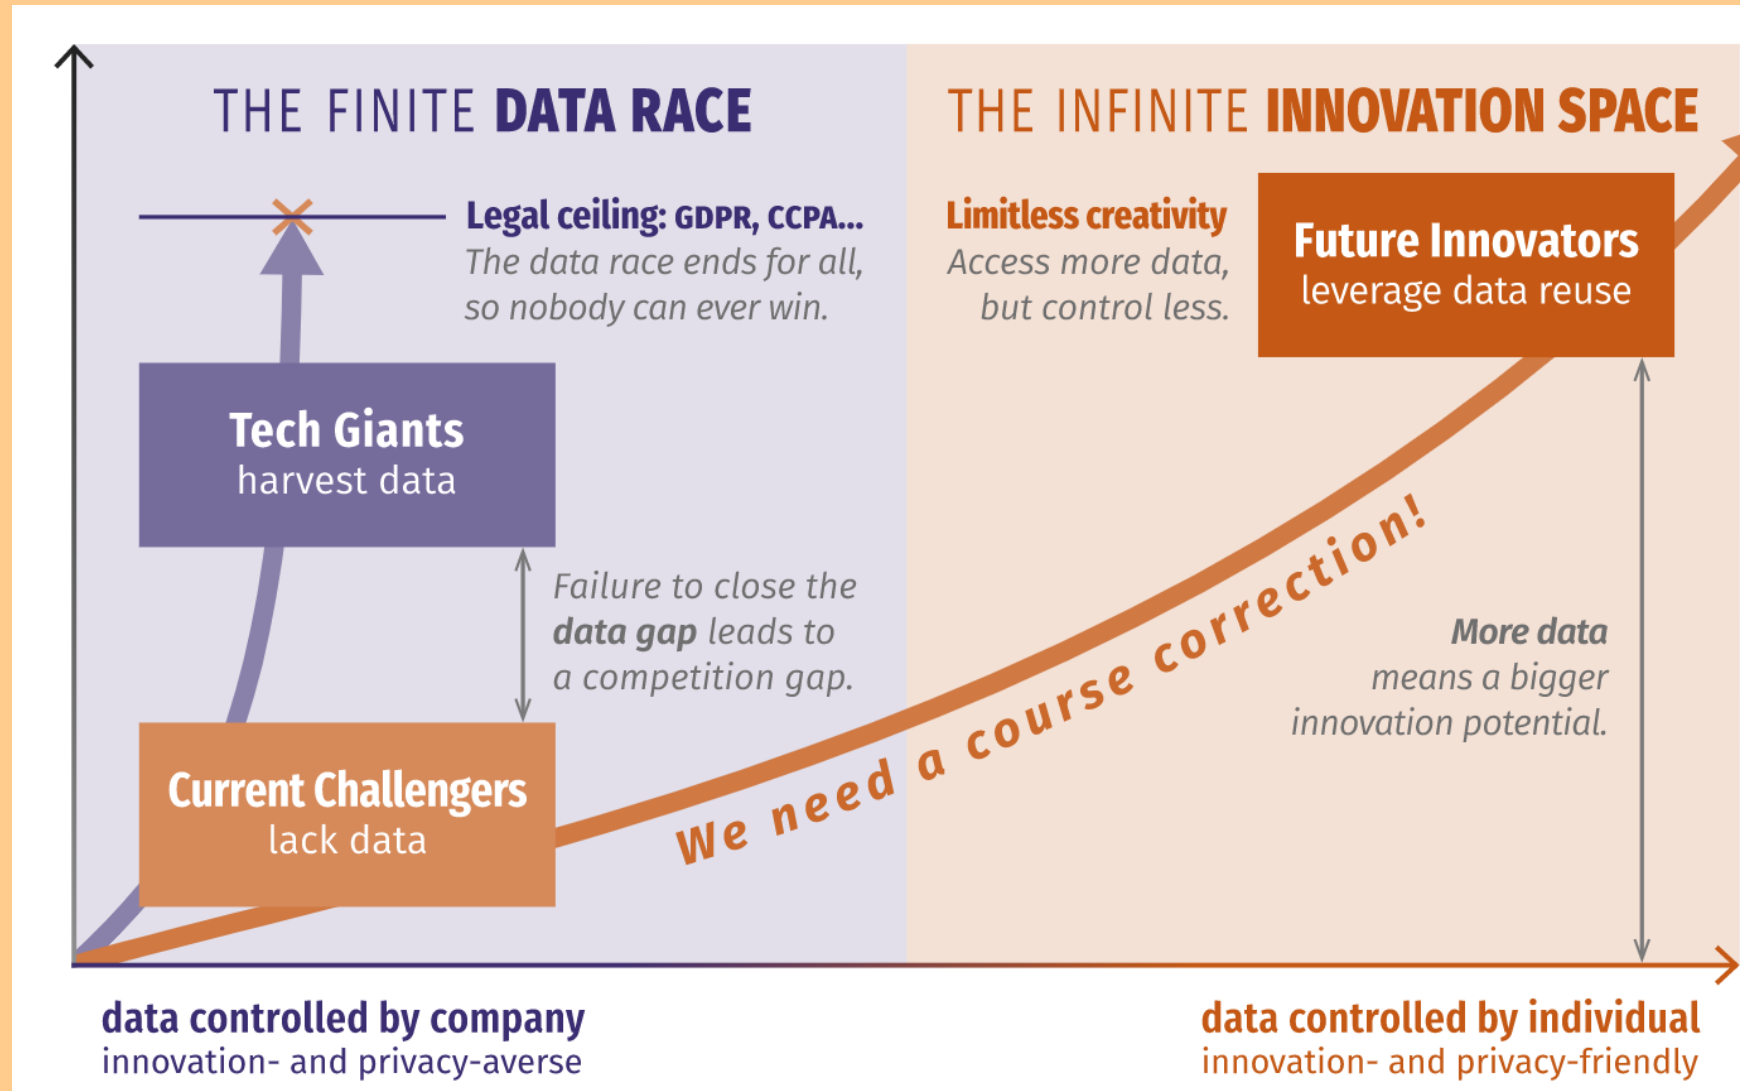 THE FINITE DATA RACE
Legal ceiling: GDPR, CCPA...
The data race ends for all,
so nobody can ever win.
Tech Giants
harvest data
Failure to close the
data gap leads to
a competition gap.
Current Challengers
lack data
THE INFINITE INNOVATION SPACE
Limitless creativity
Access more data,
but control less.
Future Innovators
leverage data reuse
We need a course correction!
More data
means a bigger
innovation potential.
data controlled by company
innovation- and privacy-averse
data controlled by individual
innovation- and privacy-friendly